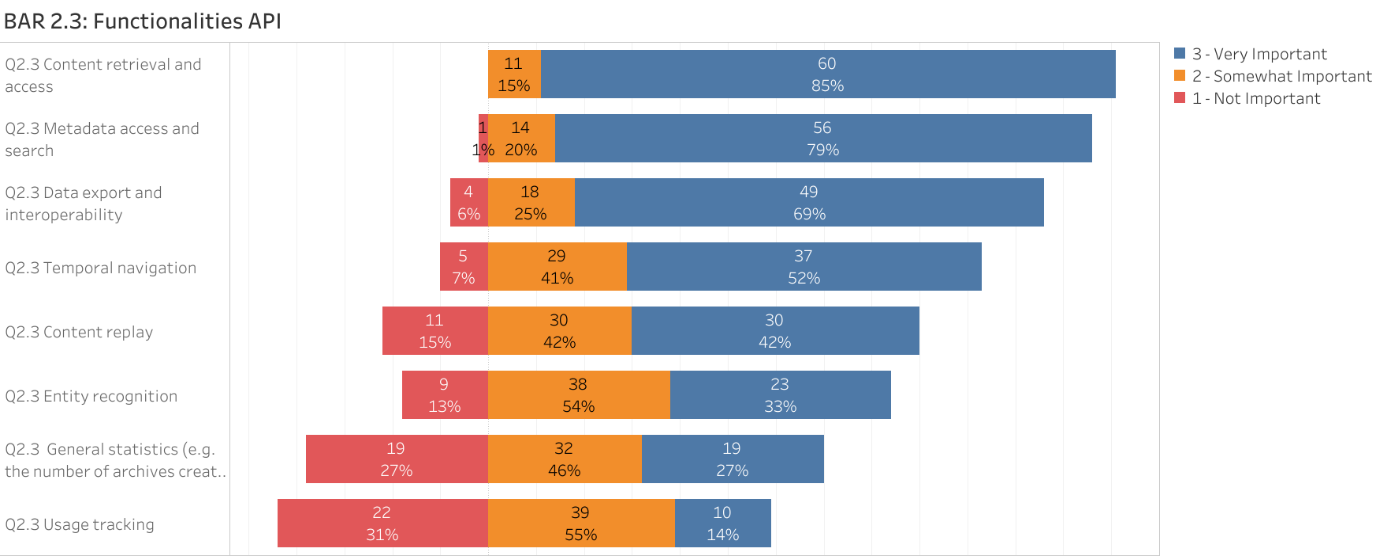 BAR 2.3: Functionalities API
3 - Very Important
2 - Somewhat Important
1 - Not Important
Q2.3 Content retrieval and
access
11
15%
60
85%
Q2.3 Metadata access and
search
1
1%
14
20%
56
79%
Q2.3 Data export and
interoperability
4
6%
18
25%
49
69%
Q2.3 Temporal navigation
5
7%
29
41%
37
52%
Q2.3 Content replay
11
15%
30
42%
30
42%
Q2.3 Entity recognition
9
13%
38
54%
23
33%
Q2.3  General statistics (e.g.
the number of archives creat..
19
27%
32
46%
19
27%
Q2.3 Usage tracking
22
31%
39
55%
10
14%